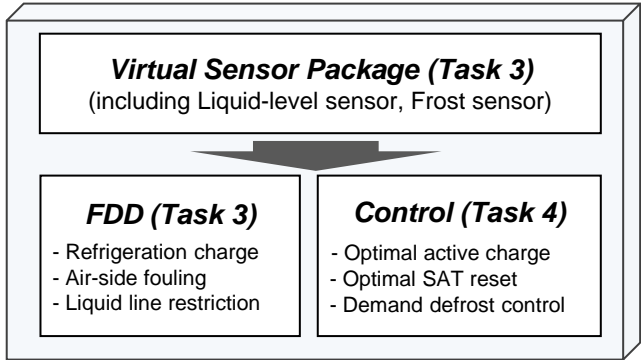 Virtual Sensor Package (Task 3)
(including Liquid-level sensor, Frost sensor)
FDD (Task 3)
- Refrigeration charge
- Air-side fouling
- Liquid line restriction
Control (Task 4)
- Optimal active charge
- Optimal SAT reset
- Demand defrost control